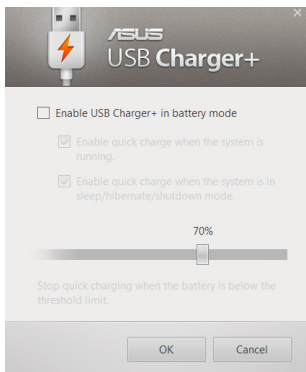 ASUS
USB Charger+
Enable USB Charger+ in battery mode
Enable quick charge when the system is
running.
Enable quick charge when the system is in
sleep/hibernate/shutdown mode.
70%
Stop quick charging when the battery is below the
threshold limit.
OK Cancel